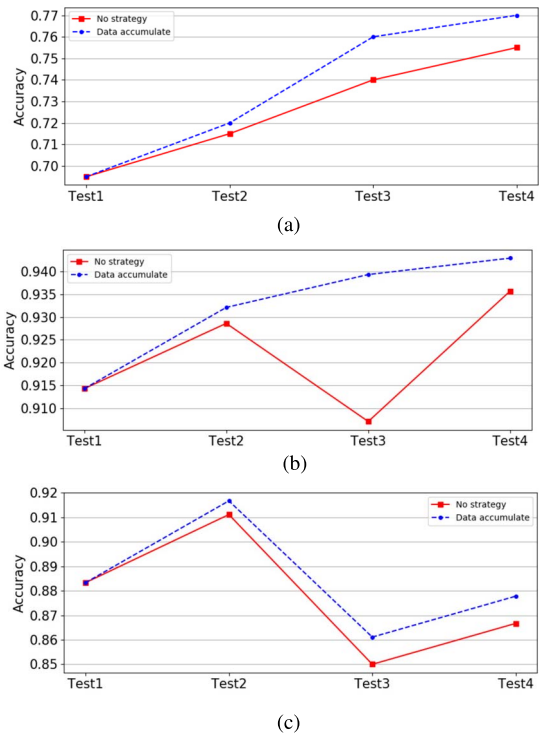 0.77
0.76
0.75
0.74
0.73
0.72
0.71
0.70
Accuracy
No strategy
Data accumulate
Test1 Test2 Test3 Test4
(a)
0.940
0.935
0.930
0.925
0.920
0.915
0.910
Accuracy
No strategy
Data accumulate
Test1 Test2 Test3 Test4
(b)
0.92
0.91
0.90
0.89
0.88
0.87
0.86
0.85
Accuracy
No strategy
Data accumulate
Test1 Test2 Test3 Test4
(c)